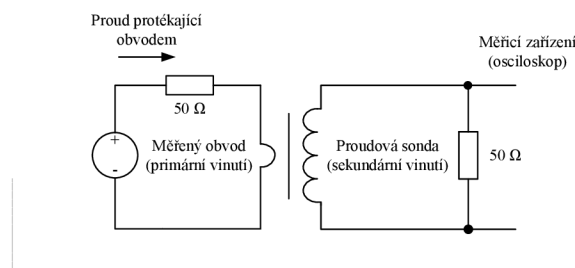 Proud protékající
obvodem
Měřicí zařízení
(osciloskop)
50 Ω
+
-
Měřený obvod
(primární vinutí)
Proudová sonda
(sekundární vinutí)
50 Ω